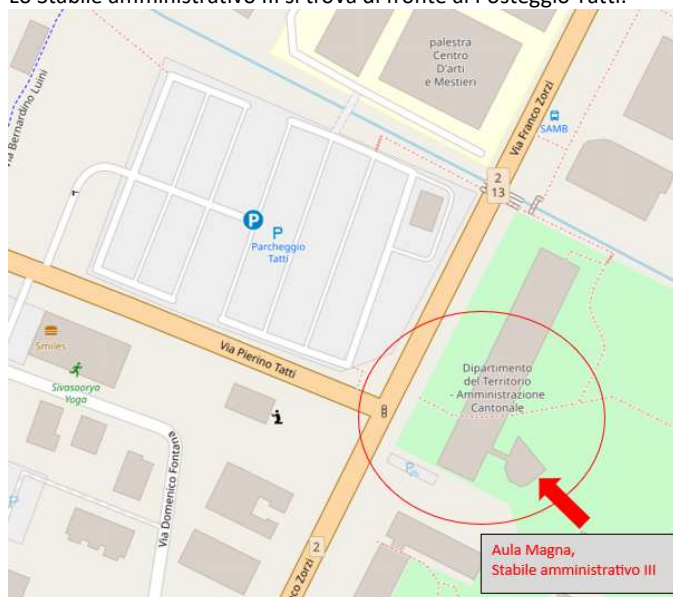 Lo Stabile amministrativo III si trova di fronte al Posteggio Tatti.
palestra
Centro
D'arti
e Mestieri
Via Bernardino Luini
Via Franco Zorzi
SAMB
2
13
P
P
Parcheggio
Tatti
Smiles
Sivasoorya
Yoga
Via Pierino Tatti
Dipartimento
del Territorio
- Amministrazione
Cantonale
i
P
P
Via Domenico Fontana
2
Zorzi
Aula Magna,
Stabile amministrativo III